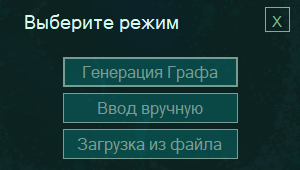 Выберите режим
X
Генерация Графа
Ввод вручную
Загрузка из файла